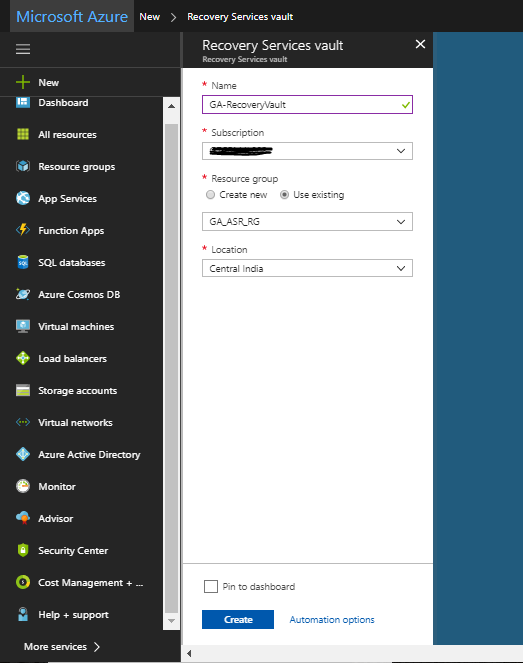 Microsoft Azure New > Recovery Services vault
New
Dashboard
All resources
Resource groups
App Services
Function Apps
SQL databases
Azure Cosmos DB
Virtual machines
Load balancers
Storage accounts
Virtual networks
Azure Active Directory
Monitor
Advisor
Security Center
Cost Management + ...
Help + support
More services >
Recovery Services vault
Recovery Services vault
* Name
GA-RecoveryVault
* Subscription
* Resource group
Create new Use existing
GA_ASR_RG
* Location
Central India
Pin to dashboard
Create Automation options